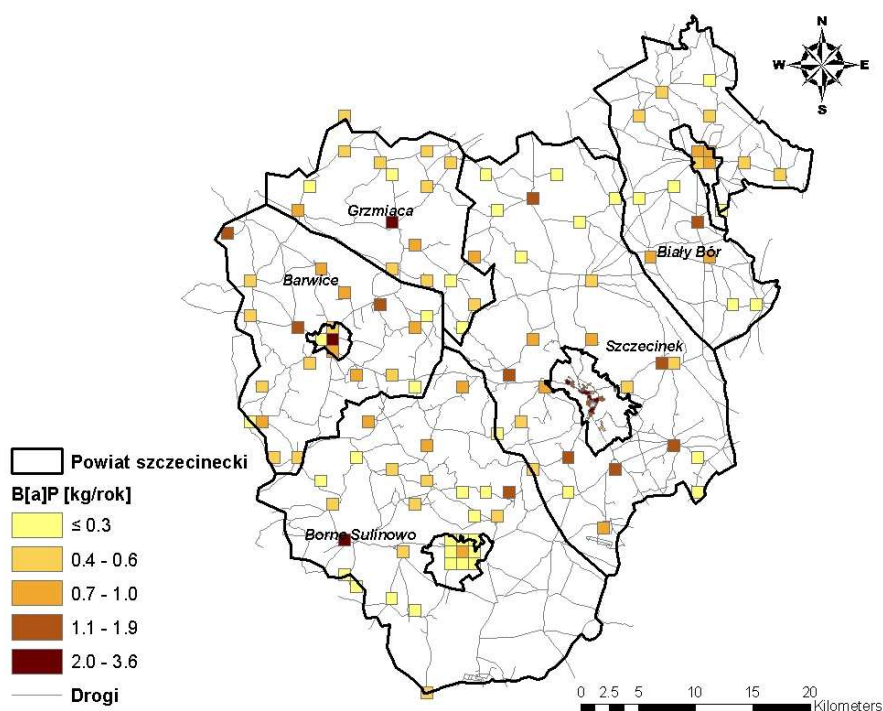 N
W E
S
Grzmiąca
Biały Bór
Barwice
Szczecinek
Borne Sulinowo
Powiat szczecinecki
B[a]P [kg/rok]
≤ 0.3
0.4 - 0.6
0.7 - 1.0
1.1 - 1.9
2.0 - 3.6
Drogi
0 2.5 5 10 15 20
Kilometers